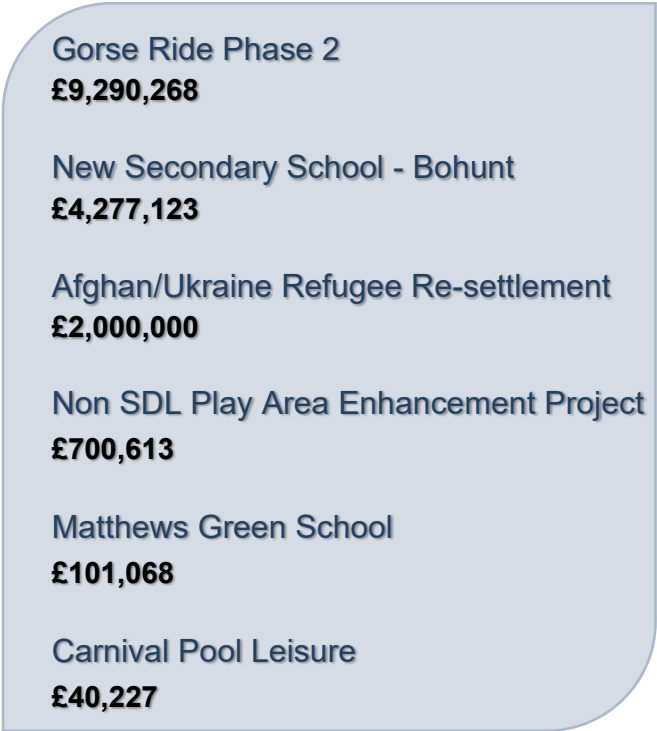 Gorse Ride Phase 2
£9,290,268
New Secondary School - Bohunt
£4,277,123
Afghan/Ukraine Refugee Re-settlement
£2,000,000
Non SDL Play Area Enhancement Project
£700,613
Matthews Green School
£101,068
Carnival Pool Leisure
£40,227